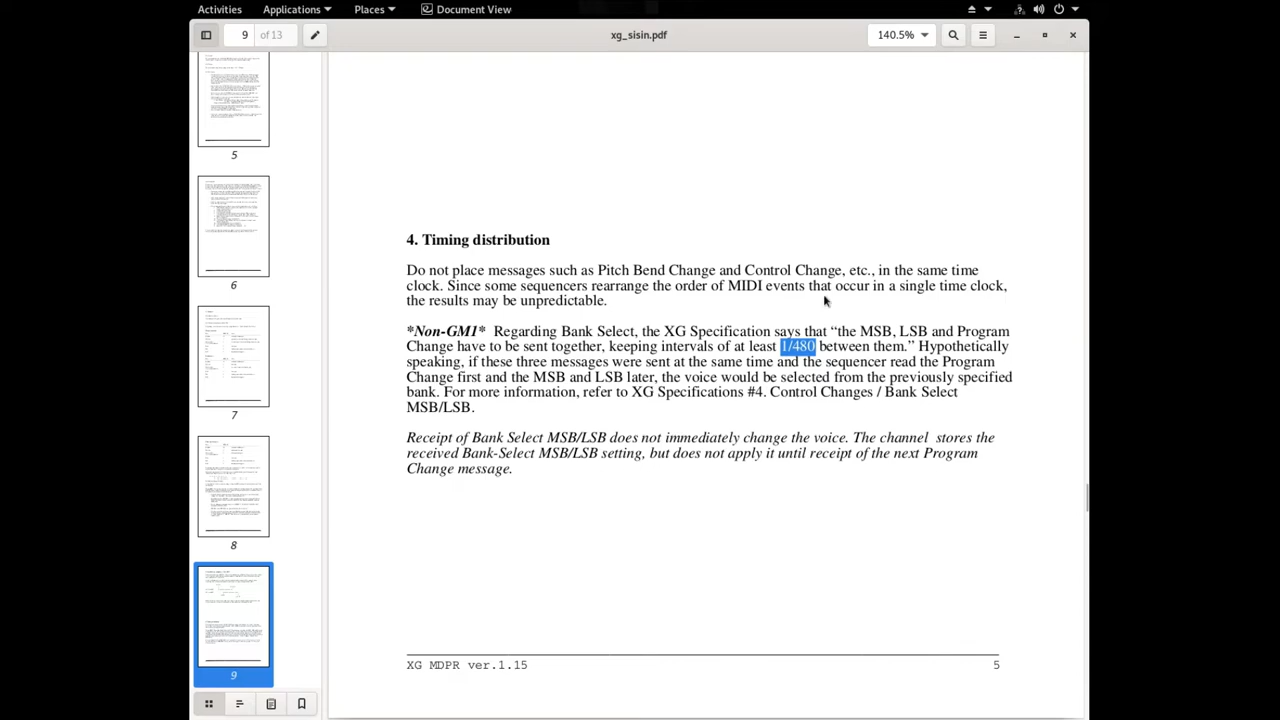 Activities Applications Places Document View
9 of 13 xg_sisin.pdf 140.5%
5
6
7
8
9
4. Timing distribution
Do not place messages such as Pitch Bend Change and Control Change, etc., in the same time
clock. Since some sequencers rearrange the order of MIDI events that occur in a single time clock,
the results may be unpredictable.
*Non-GM1* Regarding Bank Select, the XG Specification says that “the MSB, LSB and Program
Change have to be sent together, keeping intervals of at least 1/480 between them.” Hypothetically
speaking, if these three messages were sent at the same time and the sequencer read the Program
Change first and the MSB and LSB later, the voice would be selected from the previously specified
bank. For more information, refer to XG Specifications #4. Control Changes / Bank Select
MSB/LSB.
Receipt of Bank Select MSB/LSB does not immediately change the voice. The channel stores the
received Bank Select MSB/LSB setting but does not apply it until receipt of the next Program
Change message.
XG MDPR ver.1.15 5